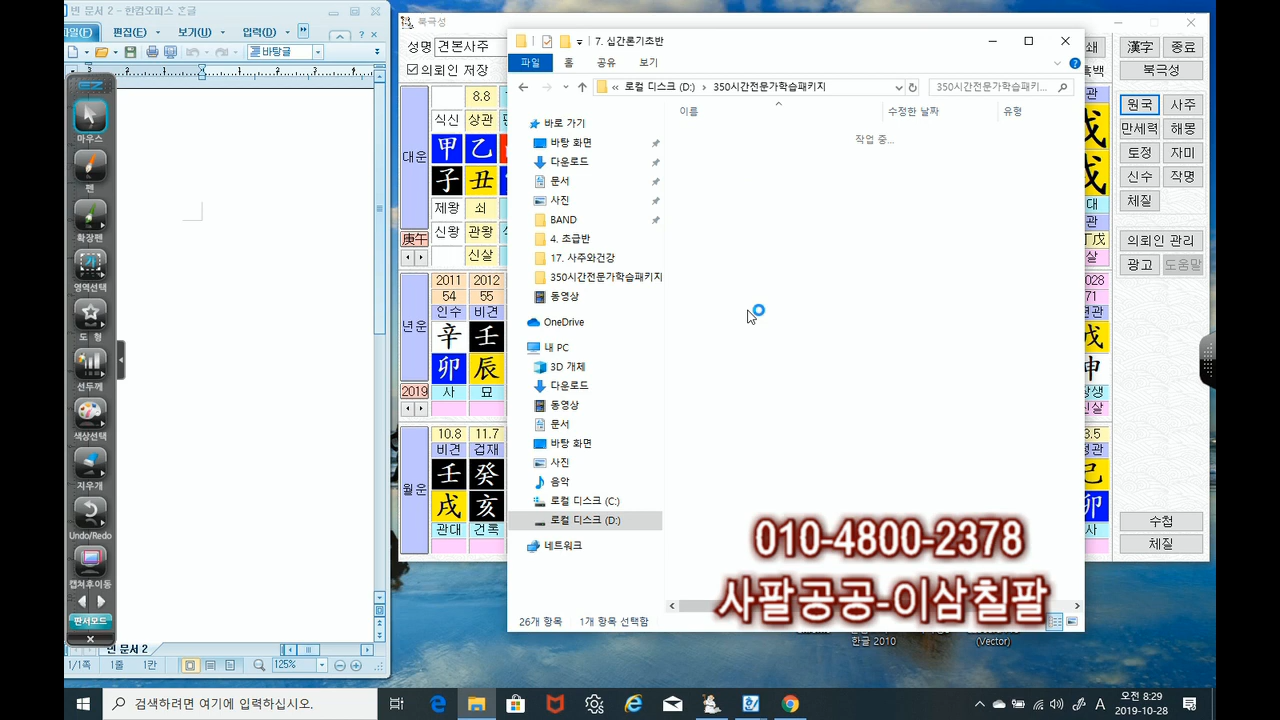 빈 문서 2 - 한컴오피스 한글
파일(F) 편집(E) 보기(U) 입력(D)
바탕글
EZ
마우스
펜
확장펜
영역선택
도 형
선두께
색상선택
지우개
Undo/Redo
캡쳐후이동
판서모드
빈 문서 2
1/1쪽 1줄 1칸 125%
북극성
성명 견본사주
의뢰인 저장
8.8
식신 상관
대운
甲 乙
子 丑
제왕 쇠
신왕 관왕
庚午
신살
2011 2012
54 55
인수 비견
년운
辛 壬
卯 辰
2019 사 묘
10.8 11.7
비견 겁재
월운
壬 癸
戌 亥
관대 건록
7. 십간론기초반
파일 홈 공유 보기
« 로컬 디스크 (D:) › 350시간전문가학습패키지
350시간전문가학습패키지...
이름 수정한 날짜 유형
작업 중...
바로 가기
바탕 화면
다운로드
문서
사진
BAND
4. 초급반
17. 사주와건강
350시간전문가학습패키지
동영상
OneDrive
내 PC
3D 개체
다운로드
동영상
문서
바탕 화면
사진
음악
로컬 디스크 (C:)
로컬 디스크 (D:)
네트워크
26개 항목 1개 항목 선택함
010-4800-2378
사팔공공-이삼칠팔
漢字 종료
흑백 북극성
원국 사주
만세력 해몽
토정 자미
신수 작명
체질
의뢰인 관리
광고 도움말
수첩
체질
한글 2010
(Vector)
검색하려면 여기에 입력하십시오.
A
오전 8:29
2019-10-28